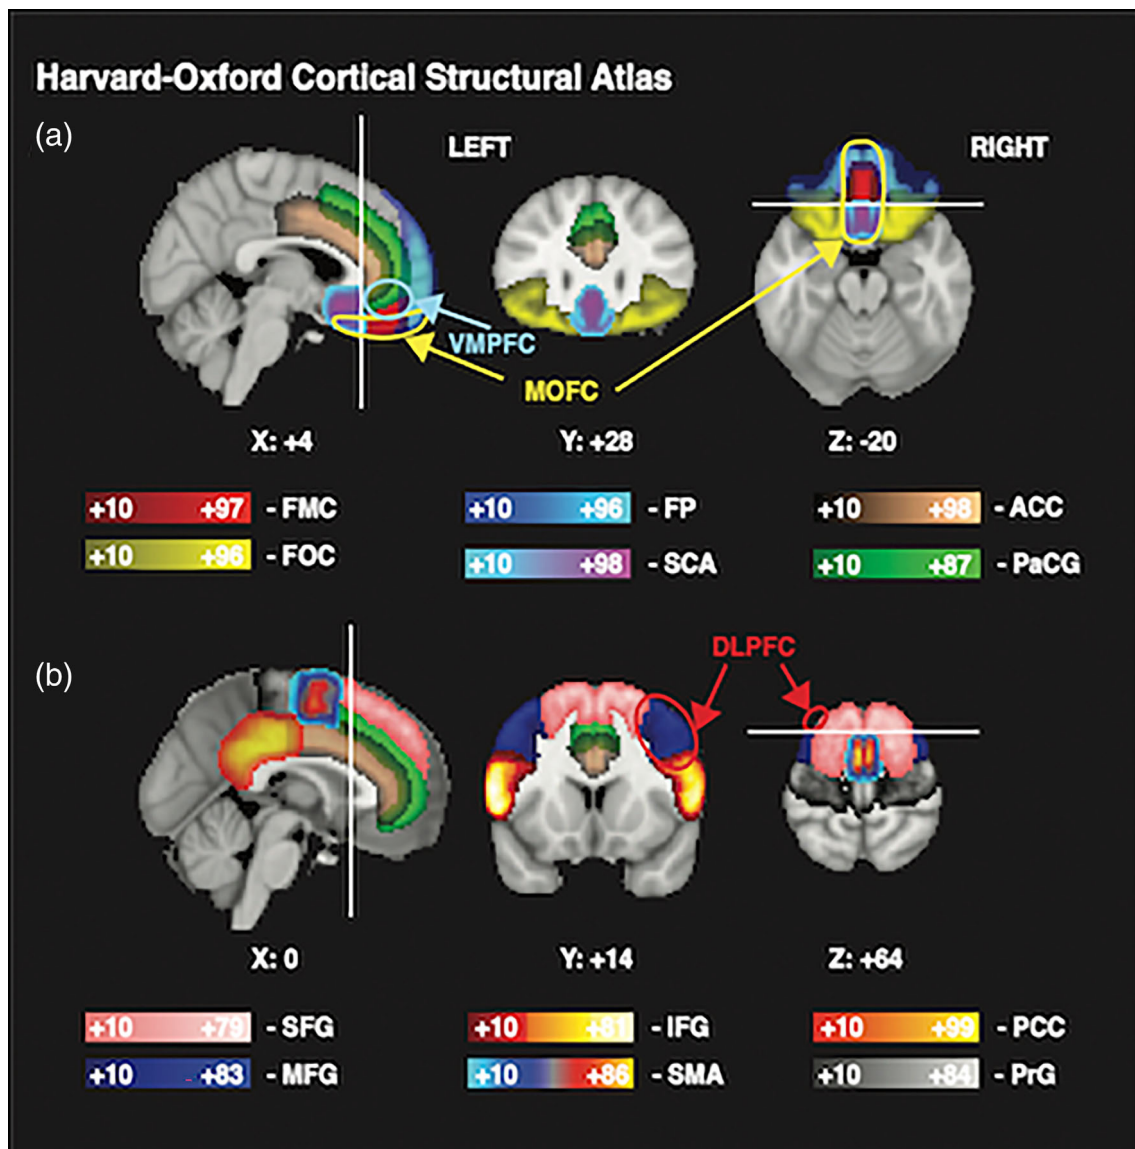 Harvard-Oxford Cortical Structural Atlas
(a)
LEFT
RIGHT
VMPFC
MOFC
X: +4
Y: +28
Z: -20
+10 +97 - FMC
+10 +96 - FP
+10 +98 - ACC
+10 +96 - FOC
+10 +98 - SCA
+10 +87 - PaCG
(b)
DLPFC
X: 0
Y: +14
Z: +64
+10 +79 - SFG
+10 +81 - IFG
+10 +99 - PCC
+10 +83 - MFG
+10 +86 - SMA
+10 +84 - PrG